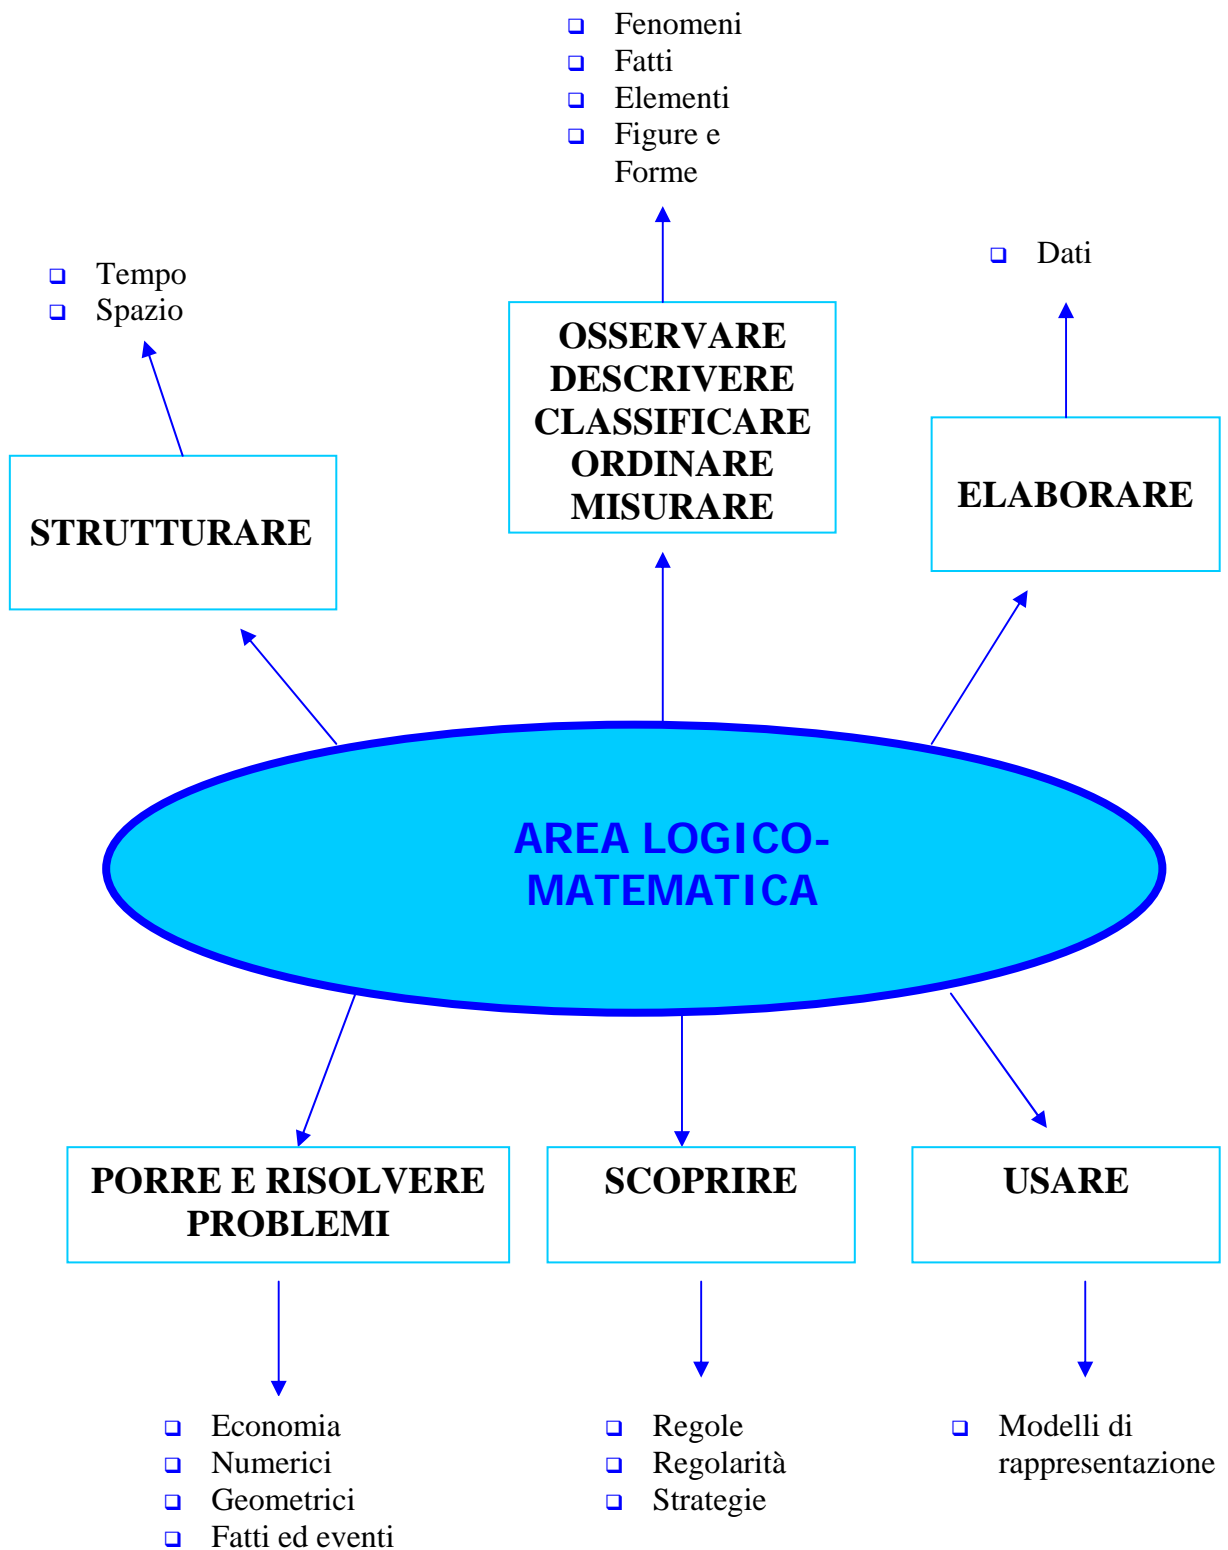 Fenomeni
Fatti
Elementi
Figure e
Forme
Tempo
Spazio
Dati
OSSERVARE
DESCRIVERE
CLASSIFICARE
ORDINARE
MISURARE
STRUTTURARE
ELABORARE
AREA LOGICO-
MATEMATICA
PORRE E RISOLVERE
PROBLEMI
SCOPRIRE
USARE
Economia
Numerici
Geometrici
Fatti ed eventi
Regole
Regolarità
Strategie
Modelli di
rappresentazione